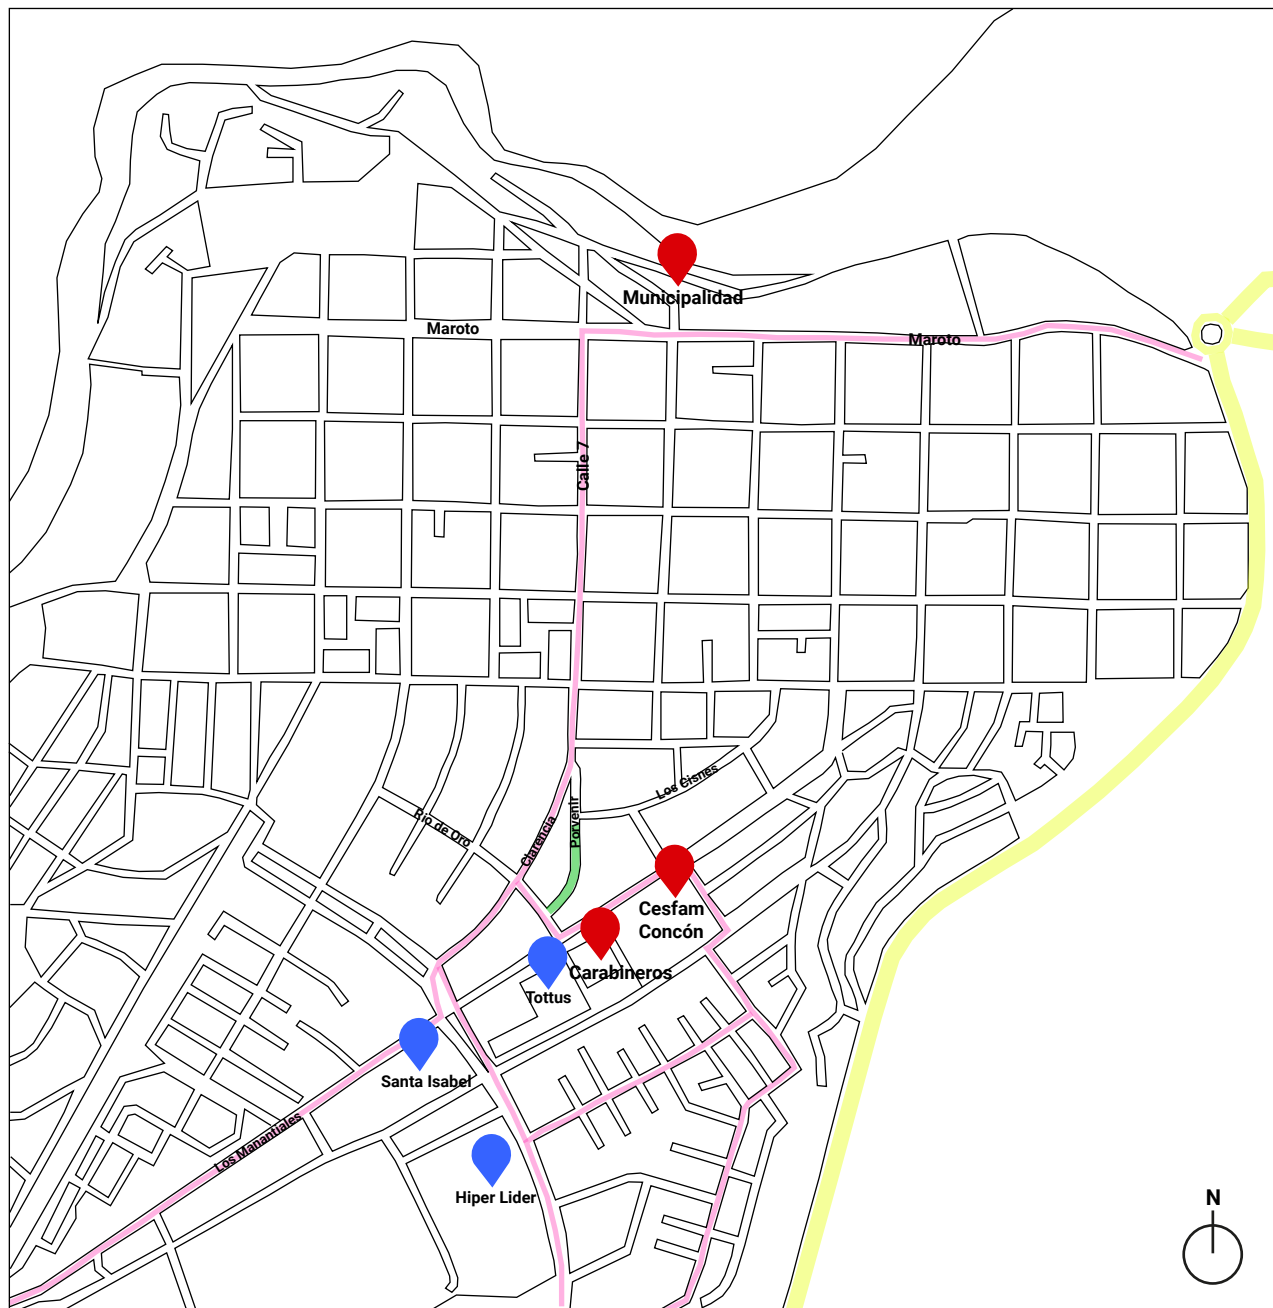 Municipalidad
Maroto
Maroto
Calle 7
Los Cisnes
Porvenir
Río de Oro
Clarencia
Cesfam
Concón
Carabineros
Tottus
Santa Isabel
Los Manantiales
Hiper Lider
N